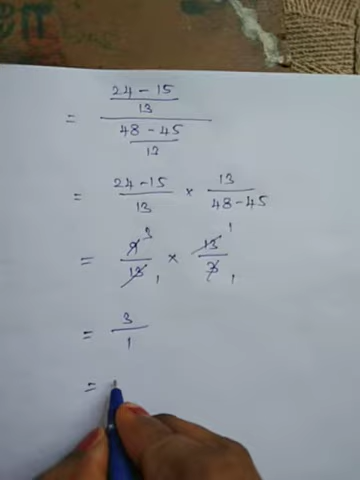 24 - 15
13
=
48 - 45
13
= 24-15/13 × 13/48-45
= 9 3/13 1 × 13 1/3 1
= 3/1
=